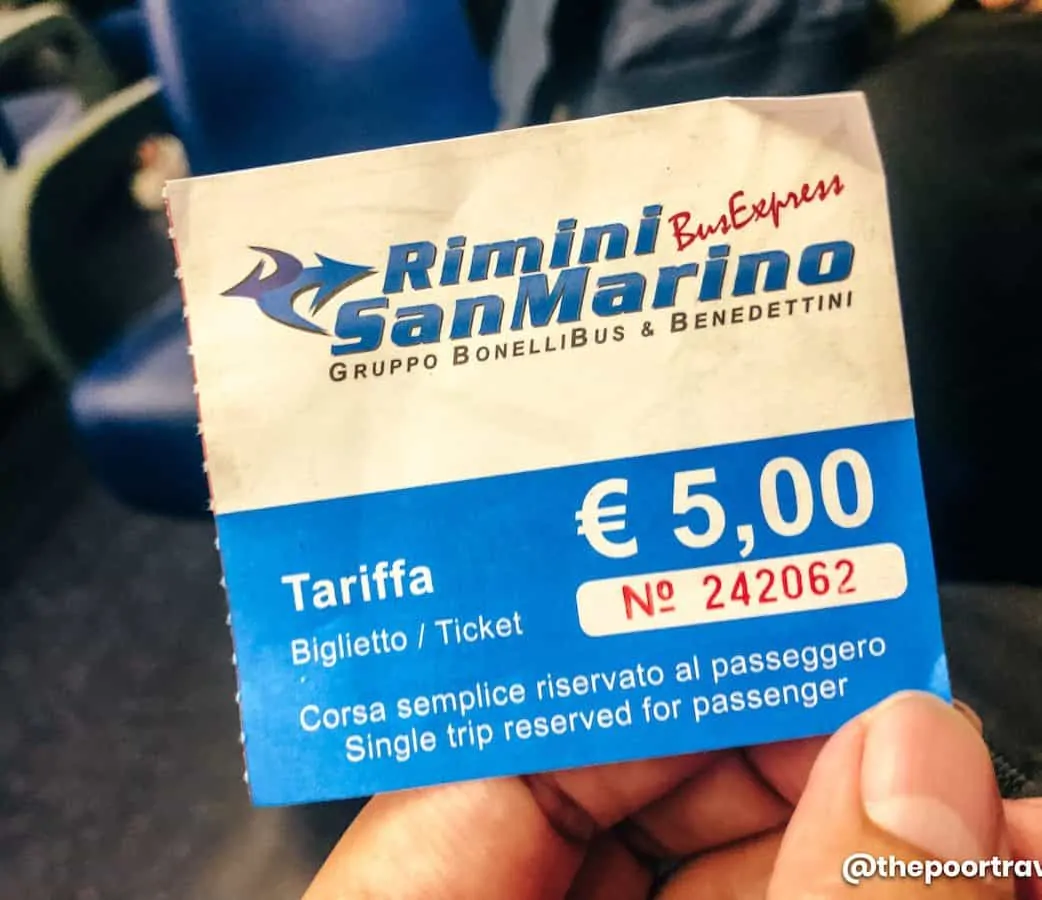 Rimini BusExpress
SanMarino
GRUPPO BONELLIBUS & BENEDETTINI
€ 5,00
Tariffa
Nº 242062
Biglietto / Ticket
Corsa semplice riservato al passeggero
Single trip reserved for passenger
@thepoortrav